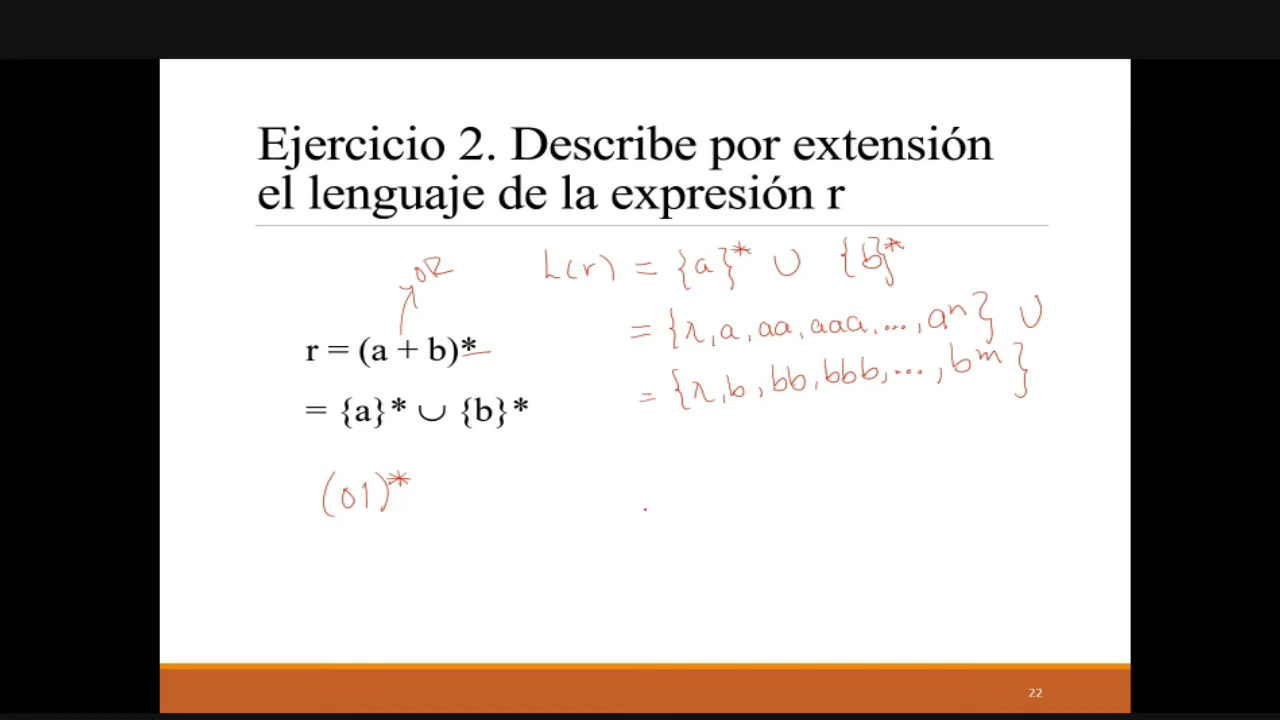 Ejercicio 2. Describe por extensión
el lenguaje de la expresión r
OR
r = (a + b)*
= {a}* ∪ {b}*
(01)*
L(r) = {a}* ∪ {b}*
= {λ, a, aa, aaa, ..., aⁿ} ∪
= {λ, b, bb, bbb, ..., bᵐ}
22